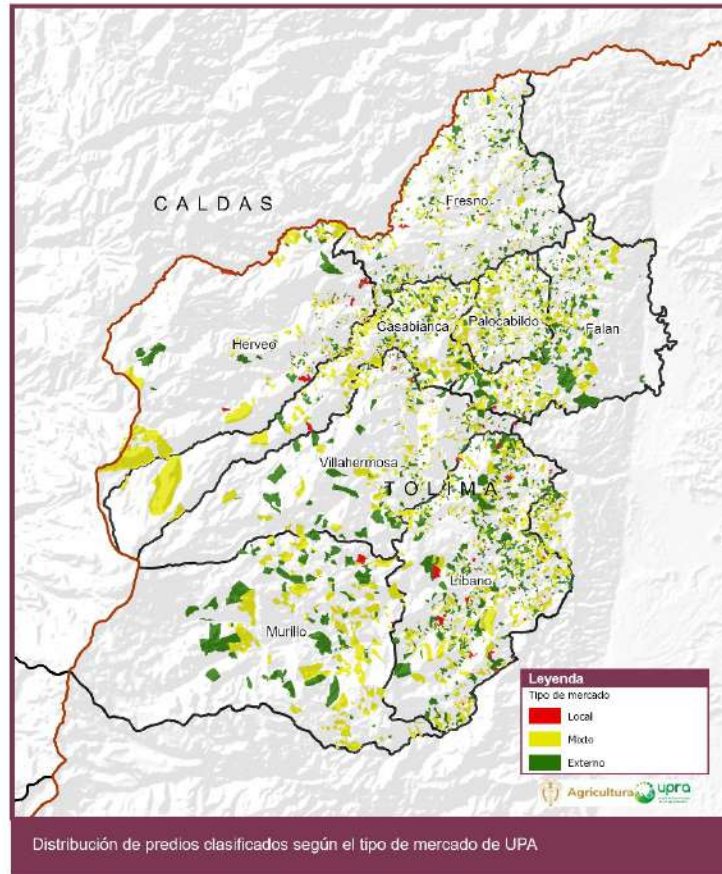 CALDAS
Fresno
Casabianca
Palocabildo
Falan
Herveo
Villahermosa
TOLIMA
Líbano
Murillo
Leyenda
Tipo de mercado
Local
Mixto
Externo
Agricultura upra
Distribución de predios clasificados según el tipo de mercado de UPA